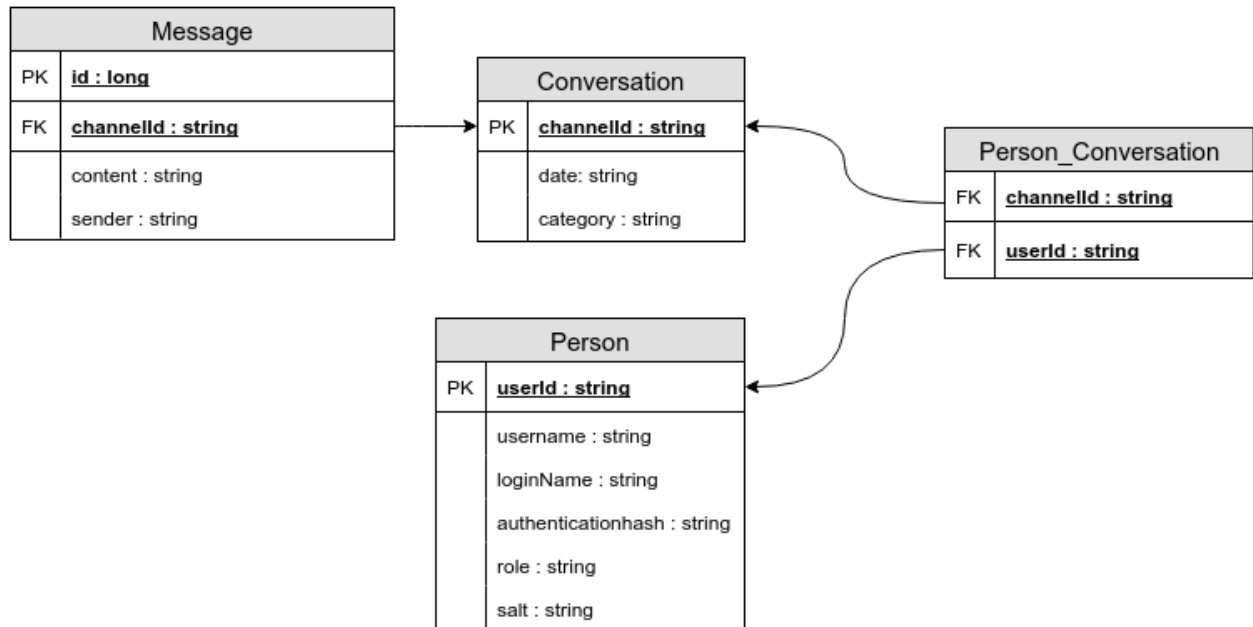 Message
PK id : long
FK channelId : string
content : string
sender : string
Conversation
PK channelId : string
date: string
category : string
Person_Conversation
FK channelId : string
FK userId : string
Person
PK userId : string
username : string
loginName : string
authenticationhash : string
role : string
salt : string